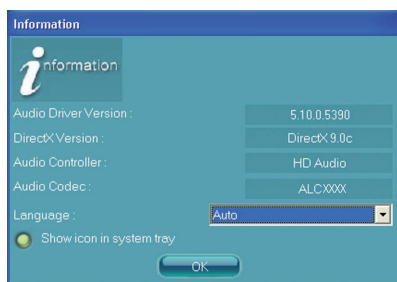 Information
information
Audio Driver Version : 5.10.0.5390
DirectX Version : DirectX 9.0c
Audio Controller : HD Audio
Audio Codec : ALCXXXX
Language : Auto
Show icon in system tray
OK